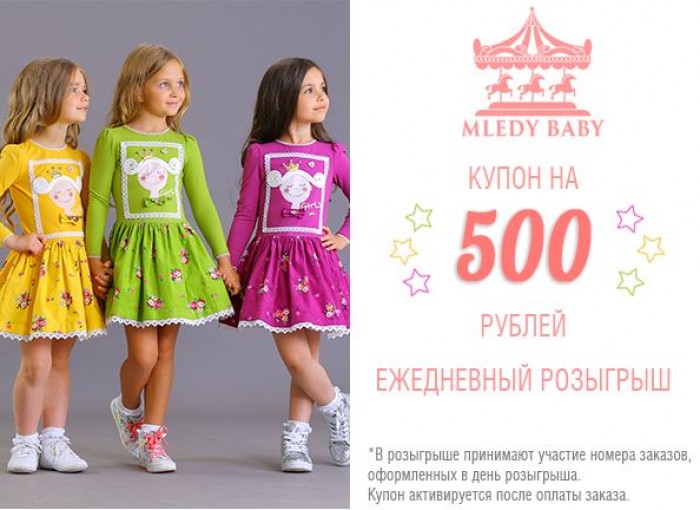 MLEDY BABY
КУПОН НА
500
РУБЛЕЙ
ЕЖЕДНЕВНЫЙ РОЗЫГРЫШ
*В розыгрыше принимают участие номера заказов,
оформленных в день розыгрыша.
Купон активируется после оплаты заказа.